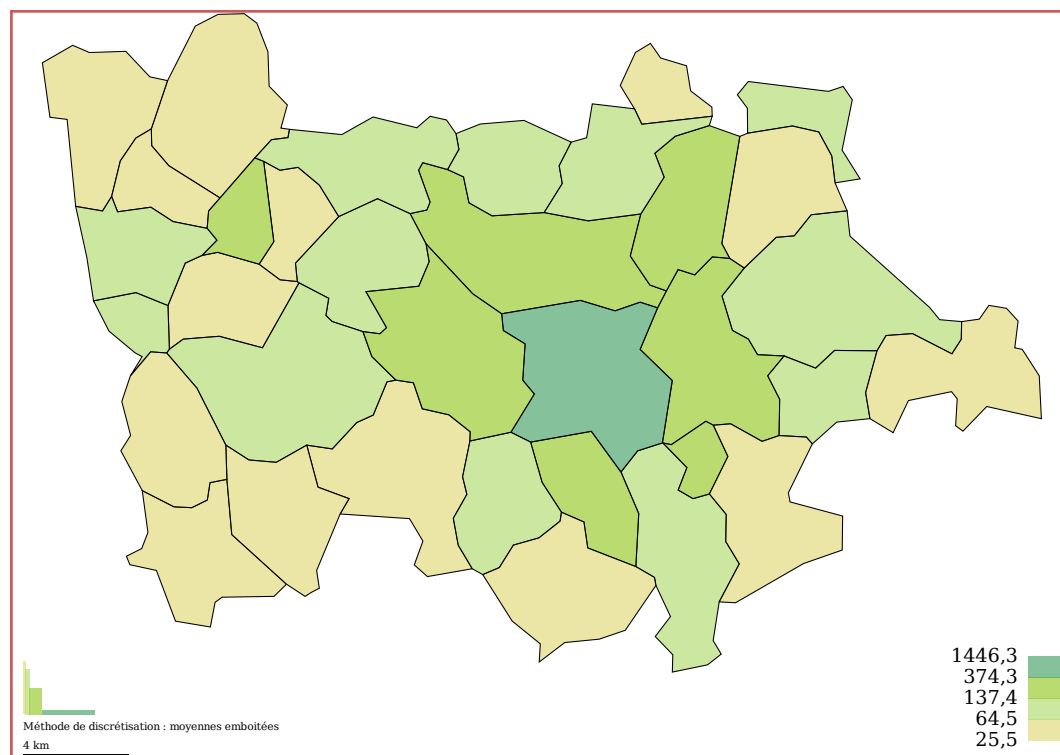 1446,3
374,3
137,4
64,5
25,5
Méthode de discrétisation : moyennes emboitées
4 km